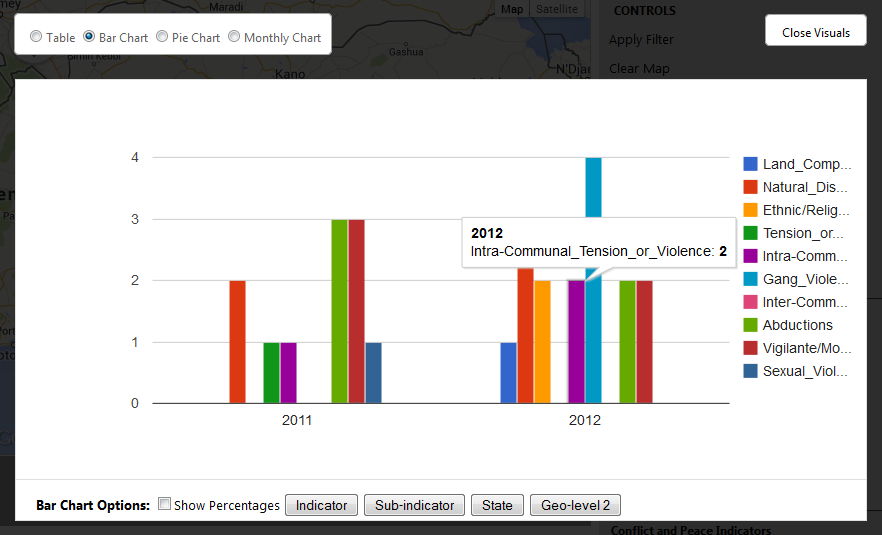 Maradi
Map
Satellite
CONTROLS
Table
Bar Chart
Pie Chart
Monthly Chart
Close Visuals
Apply Filter
Gashua
Kano
N'Dja
Clear Map
4
3
2
1
0
2011
2012
2012
Intra-Communal_Tension_or_Violence: 2
Land_Comp...
Natural_Dis...
Ethnic/Relig...
Tension_or...
Intra-Comm...
Gang_Viole...
Inter-Comm...
Abductions
Vigilante/Mo...
Sexual_Viol...
Bar Chart Options:
Show Percentages
Indicator
Sub-indicator
State
Geo-level 2
Conflict and Peace Indicators